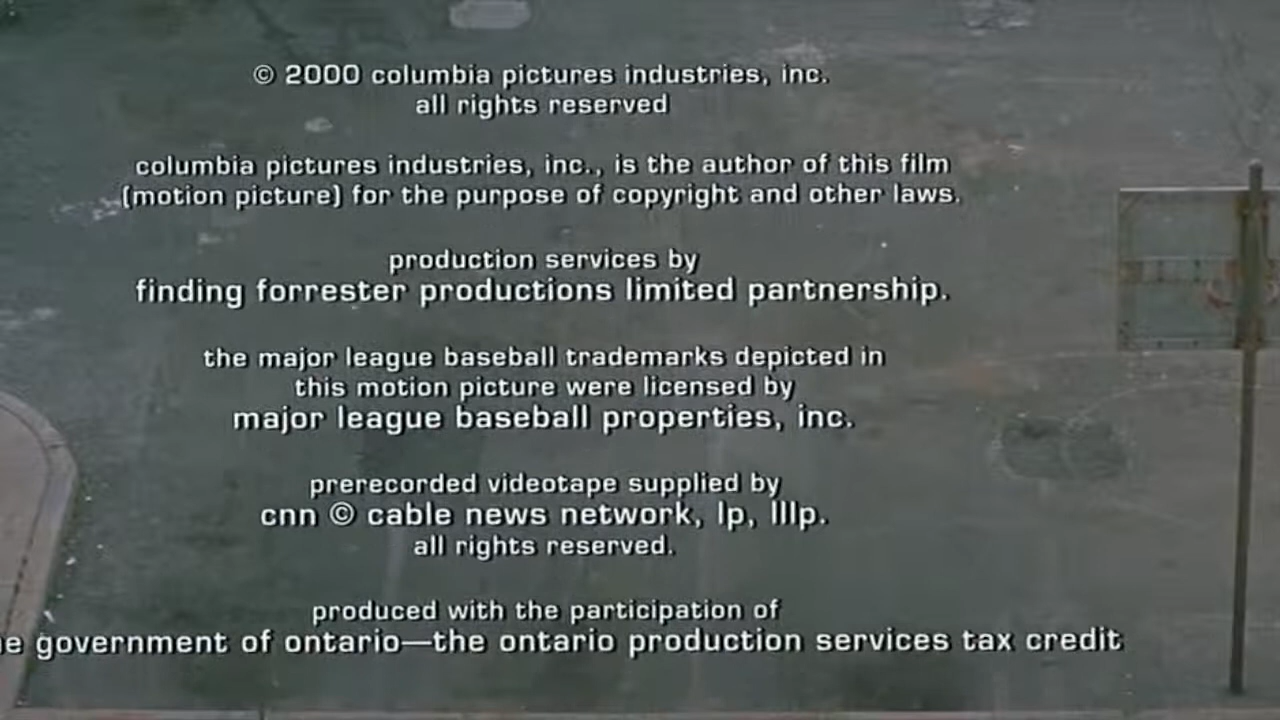 © 2000 columbia pictures industries, inc.
all rights reserved
columbia pictures industries, inc., is the author of this film
(motion picture) for the purpose of copyright and other laws.
production services by
finding forrester productions limited partnership.
the major league baseball trademarks depicted in
this motion picture were licensed by
major league baseball properties, inc.
prerecorded videotape supplied by
cnn © cable news network, lp, lllp.
all rights reserved.
produced with the participation of
government of ontario—the ontario production services tax credit